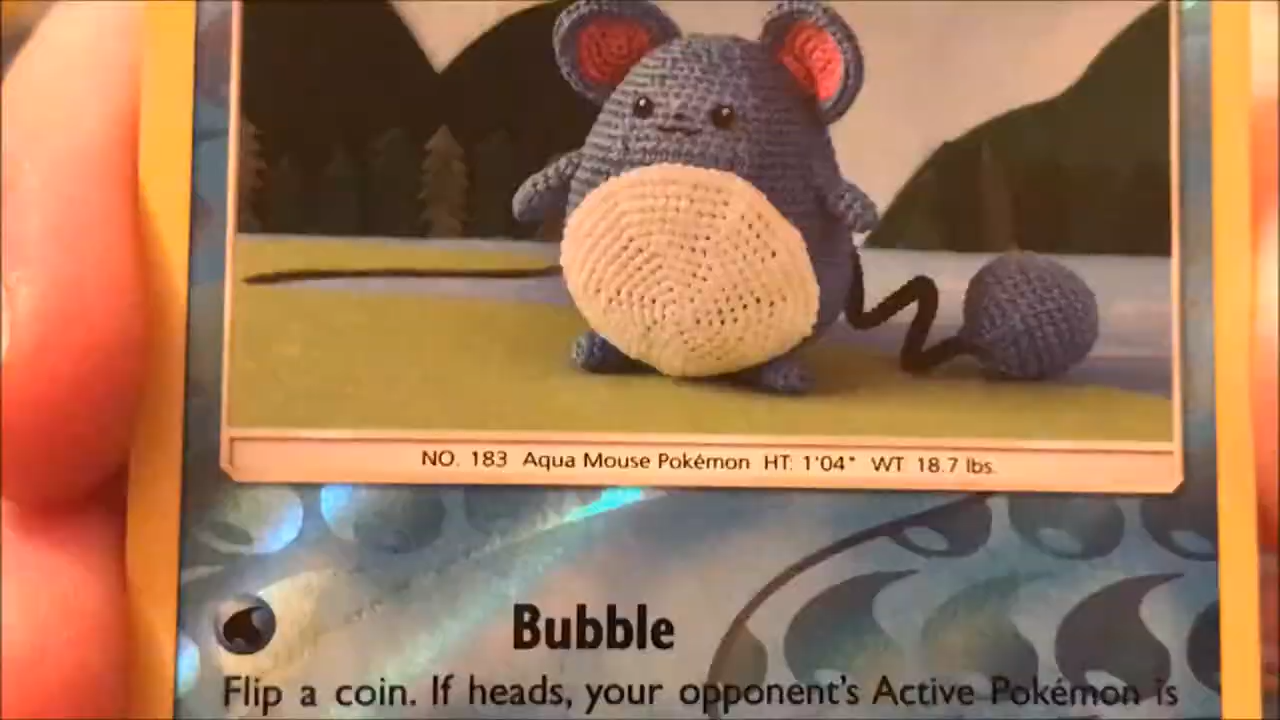 NO. 183 Aqua Mouse Pokémon HT: 1'04" WT 18.7 lbs.
Bubble
Flip a coin. If heads, your opponent's Active Pokémon is